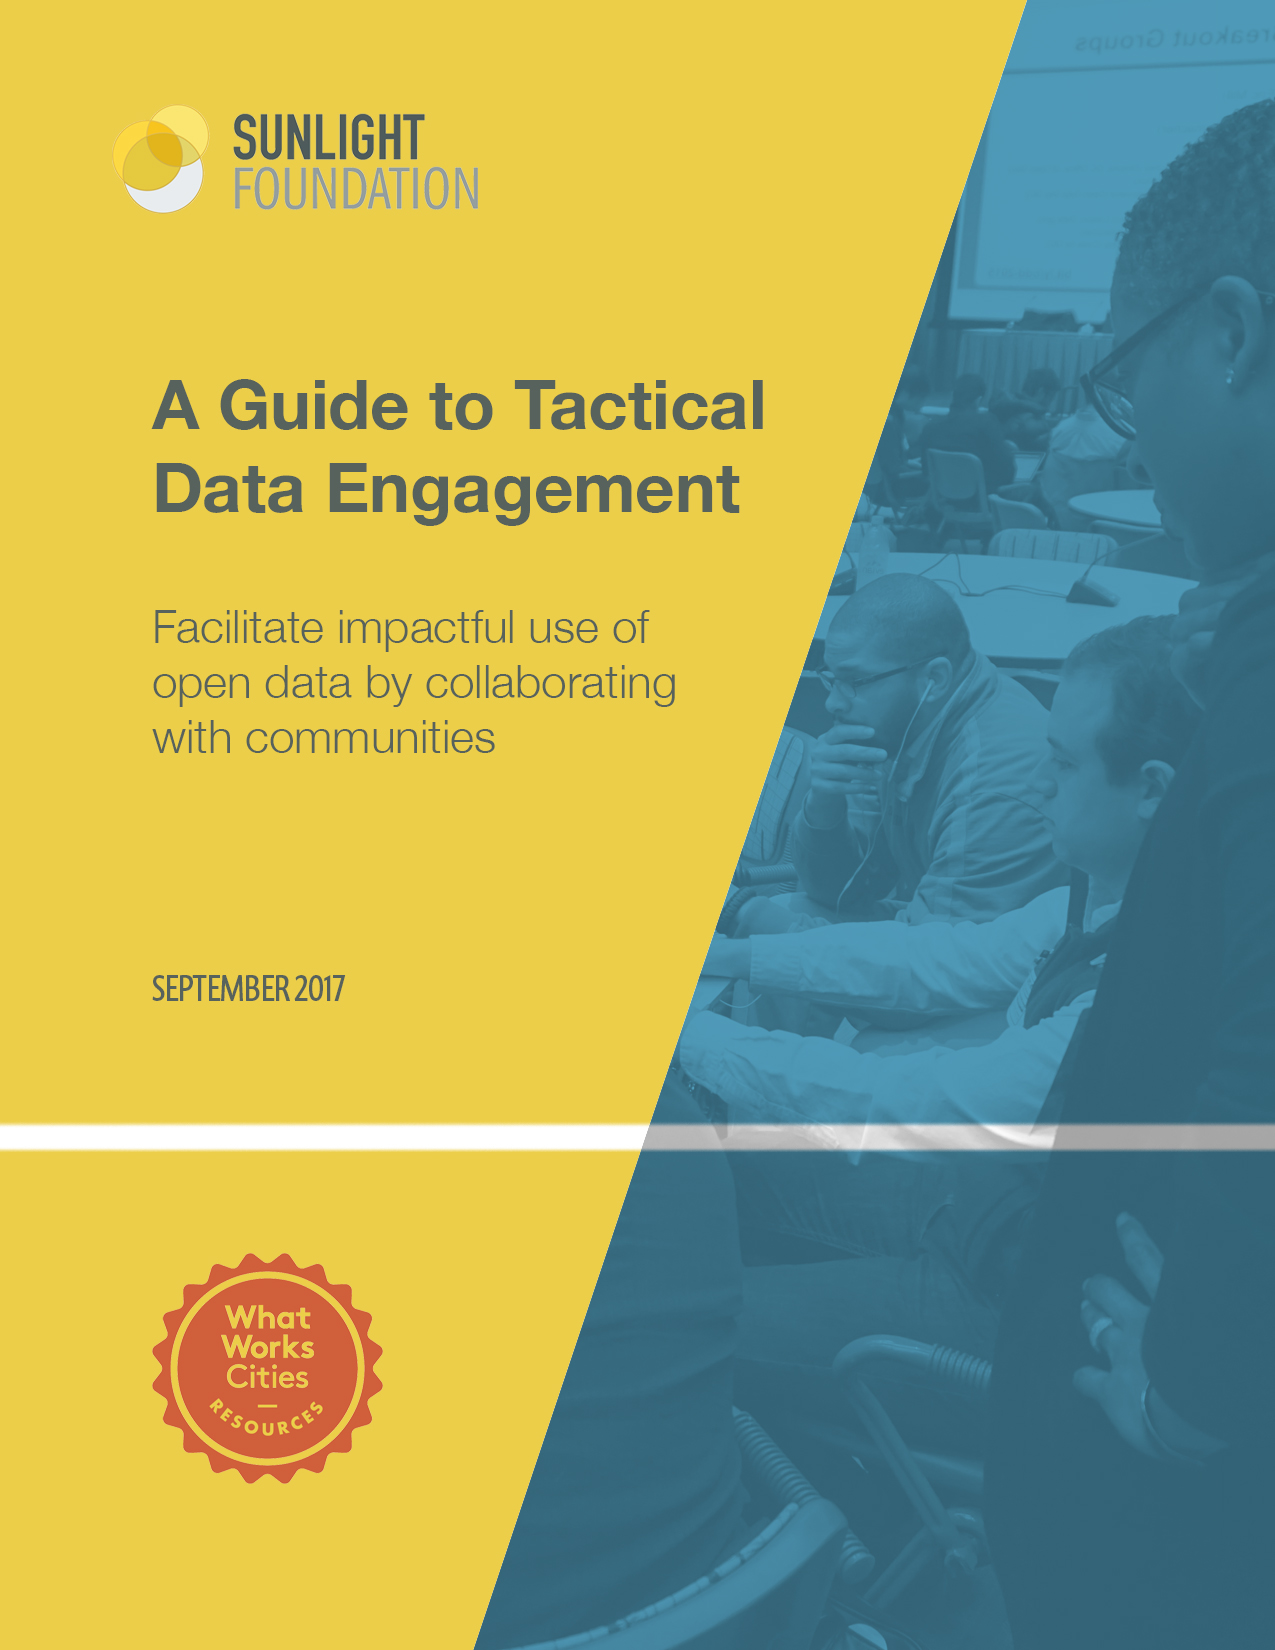 SUNLIGHT
FOUNDATION
A Guide to Tactical
Data Engagement
Facilitate impactful use of
open data by collaborating
with communities
SEPTEMBER 2017
What
Works
Cities
RESOURCES